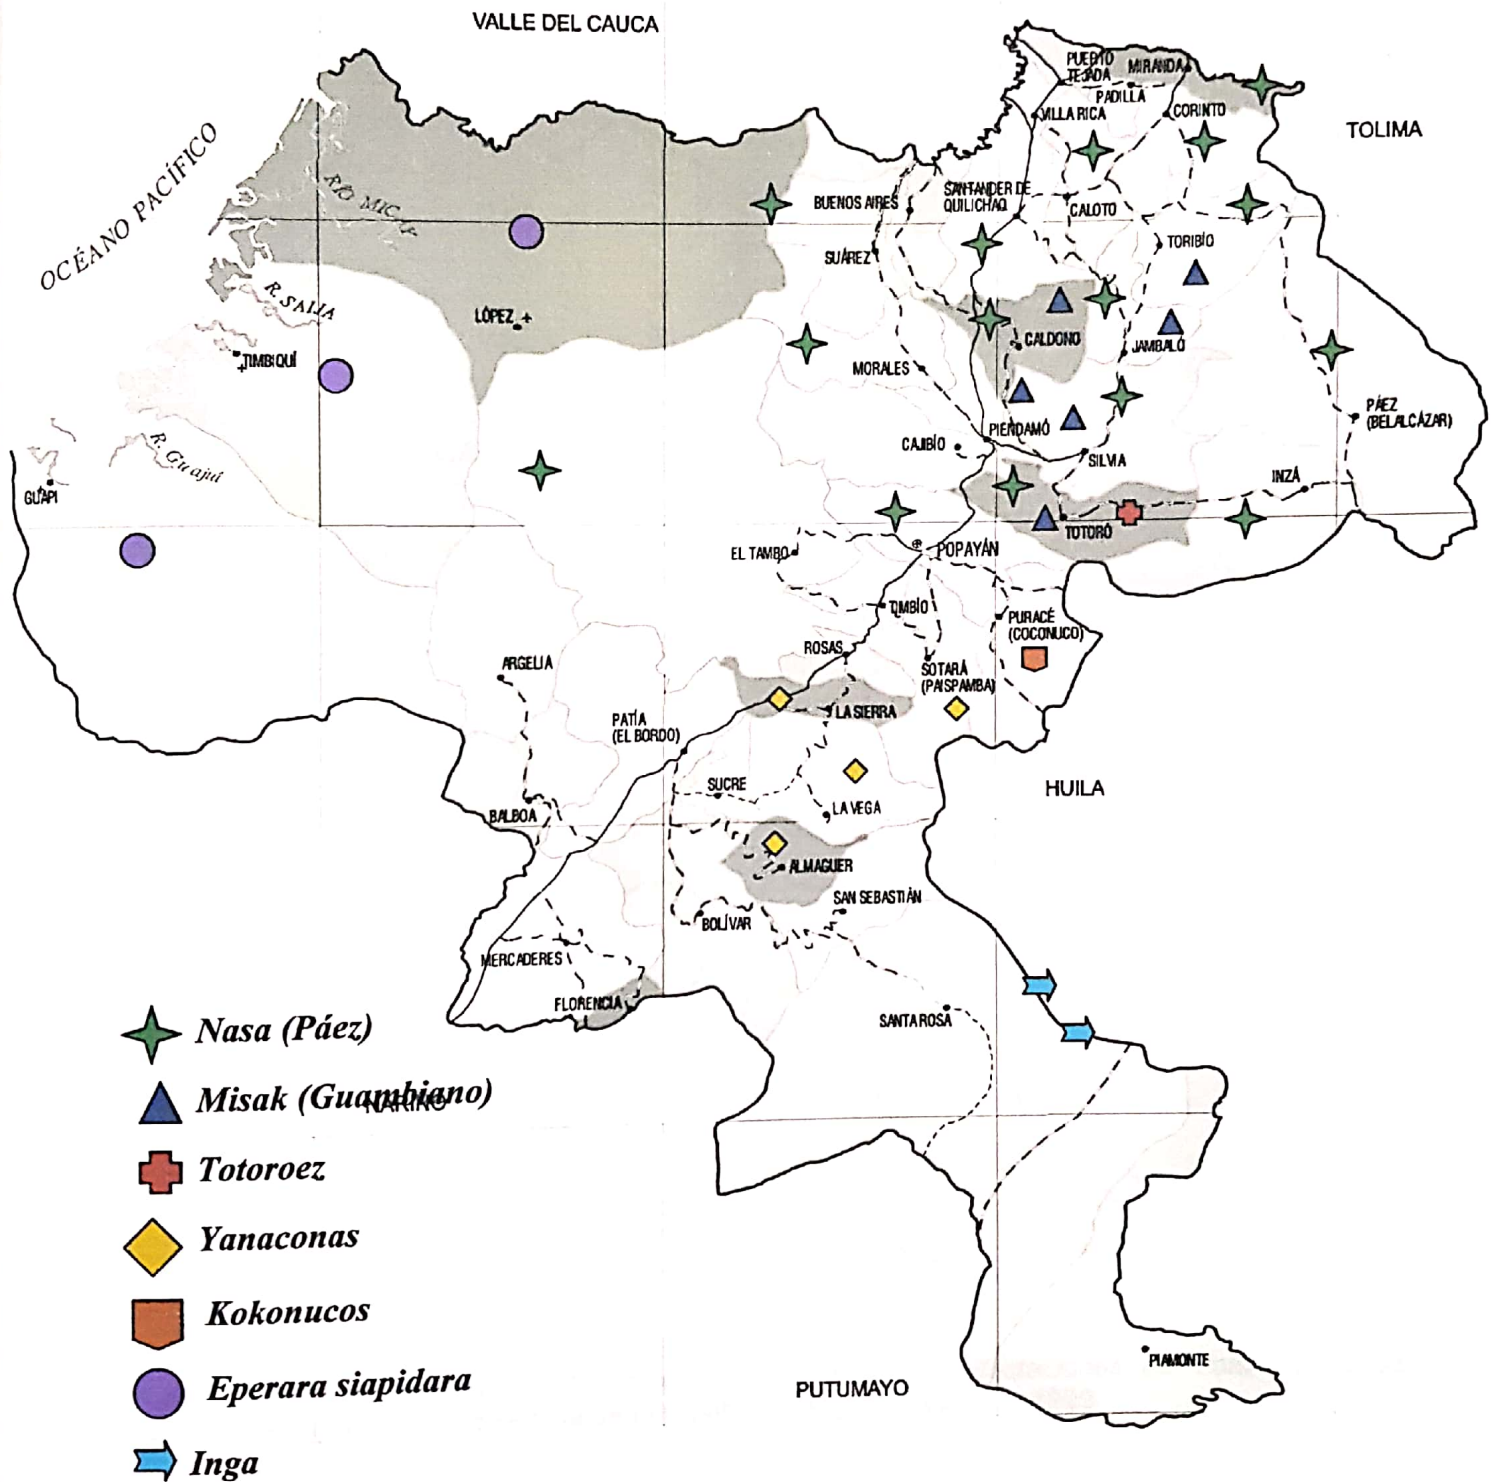 VALLE DEL CAUCA
PUERTO
TEJADA
MIRANDA
PADILLA
VILLA RICA
CORINTO
TOLIMA
OCÉANO PACÍFICO
RÍO MICAY
BUENOS AIRES
SANTANDER DE
QUILICHAO
CALOTO
TORIBÍO
SUÁREZ
R. SAIJA
LÓPEZ
TIMBIQUÍ
CALDONO
JAMBALÓ
MORALES
PÁEZ
(BELALCÁZAR)
PIENDAMÓ
CAJIBÍO
SILVIA
R. Guajuí
GUAPI
INZÁ
TOTORÓ
EL TAMBO
POPAYÁN
TIMBÍO
PURACÉ
(COCONUCO)
ROSAS
ARGELIA
SOTARÁ
(PAISPAMBA)
LA SIERRA
PATÍA
(EL BORDO)
HUILA
SUCRE
LA VEGA
BALBOA
ALMAGUER
SAN SEBASTIÁN
BOLÍVAR
MERCADERES
FLORENCIA
SANTA ROSA
Nasa (Páez)
Misak (Guambiano)
NARIÑO
Totoroez
Yanaconas
Kokonucos
PIAMONTE
Eperara siapidara
PUTUMAYO
Inga